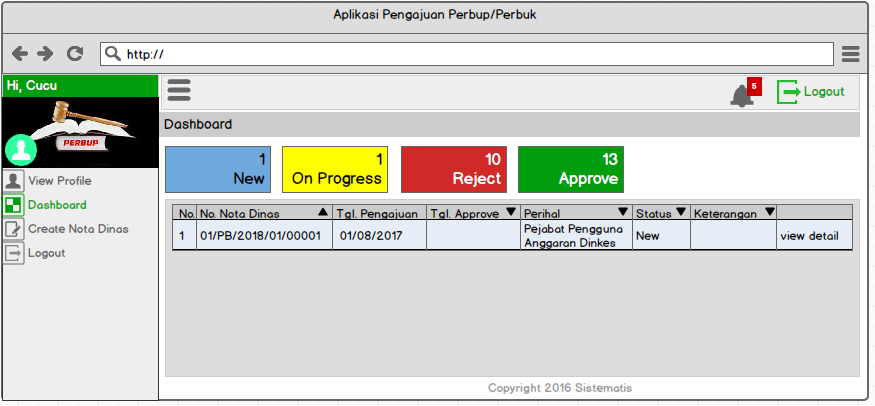 Aplikasi Pengajuan Perbup/Perbuk
http://
Hi, Cucu
PERBUP
View Profile
Dashboard
Create Nota Dinas
Logout
5
Logout
Dashboard
1
New
1
On Progress
10
Reject
13
Approve
No. No. Nota Dinas Tgl. Pengajuan Tgl. Approve Perihal Status Keterangan
1 01/PB/2018/01/00001 01/08/2017 Pejabat Pengguna Anggaran Dinkes New view detail
Copyright 2016 Sistematis